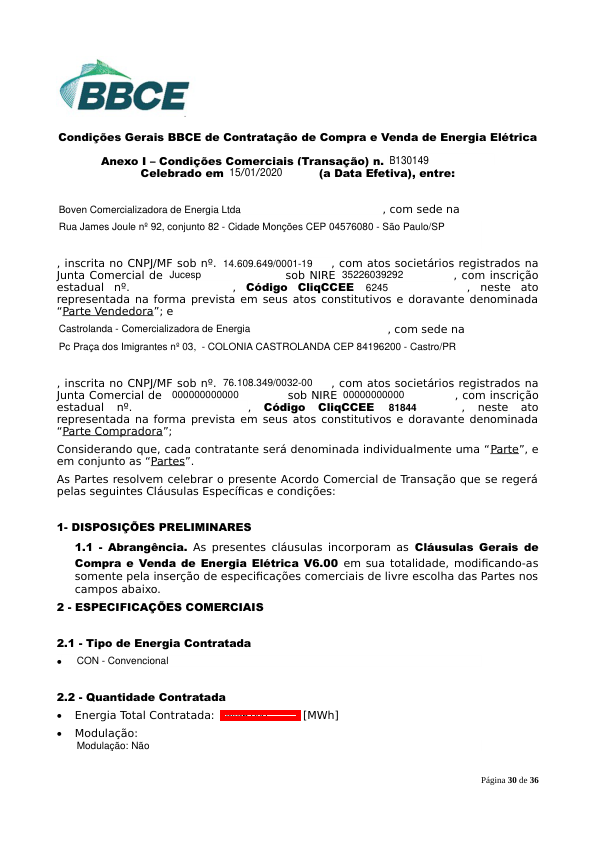 BBCE
Condições Gerais BBCE de Contratação de Compra e Venda de Energia Elétrica
Anexo I – Condições Comerciais (Transação) n. B130149
Celebrado em 15/01/2020 (a Data Efetiva), entre:
Boven Comercializadora de Energia Ltda , com sede na
Rua James Joule nº 92, conjunto 82 - Cidade Monções CEP 04576080 - São Paulo/SP
, inscrita no CNPJ/MF sob nº. 14.609.649/0001-19 , com atos societários registrados na
Junta Comercial de Jucesp sob NIRE 35226039292 , com inscrição
estadual nº. , Código CliqCCEE 6245 , neste ato
representada na forma prevista em seus atos constitutivos e doravante denominada
“Parte Vendedora”; e
Castrolanda - Comercializadora de Energia , com sede na
Pc Praça dos Imigrantes nº 03, - COLONIA CASTROLANDA CEP 84196200 - Castro/PR
, inscrita no CNPJ/MF sob nº. 76.108.349/0032-00 , com atos societários registrados na
Junta Comercial de 000000000000 sob NIRE 00000000000 , com inscrição
estadual nº. , Código CliqCCEE 81844 , neste ato
representada na forma prevista em seus atos constitutivos e doravante denominada
“Parte Compradora”;
Considerando que, cada contratante será denominada individualmente uma “Parte”, e
em conjunto as “Partes”.
As Partes resolvem celebrar o presente Acordo Comercial de Transação que se regerá
pelas seguintes Cláusulas Específicas e condições:
1- DISPOSIÇÕES PRELIMINARES
1.1 - Abrangência. As presentes cláusulas incorporam as Cláusulas Gerais de
Compra e Venda de Energia Elétrica V6.00 em sua totalidade, modificando-as
somente pela inserção de especificações comerciais de livre escolha das Partes nos
campos abaixo.
2 - ESPECIFICAÇÕES COMERCIAIS
2.1 - Tipo de Energia Contratada
• CON - Convencional
2.2 - Quantidade Contratada
• Energia Total Contratada: [MWh]
• Modulação:
Modulação: Não
Página 30 de 36